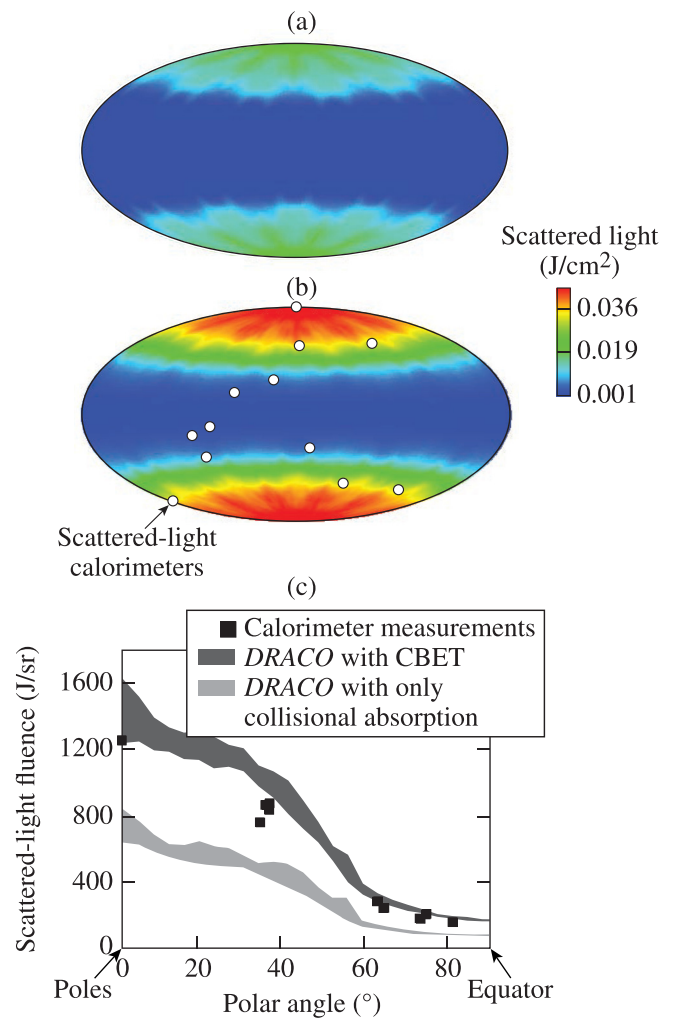 (a)
Scattered light
(J/cm2)
0.036
0.019
0.001
(b)
Scattered-light
calorimeters
(c)
Calorimeter measurements
DRACO with CBET
DRACO with only
collisional absorption
Scattered-light fluence (J/sr)
1600
1200
800
400
0
0 20 40 60 80
Poles
Equator
Polar angle (°)